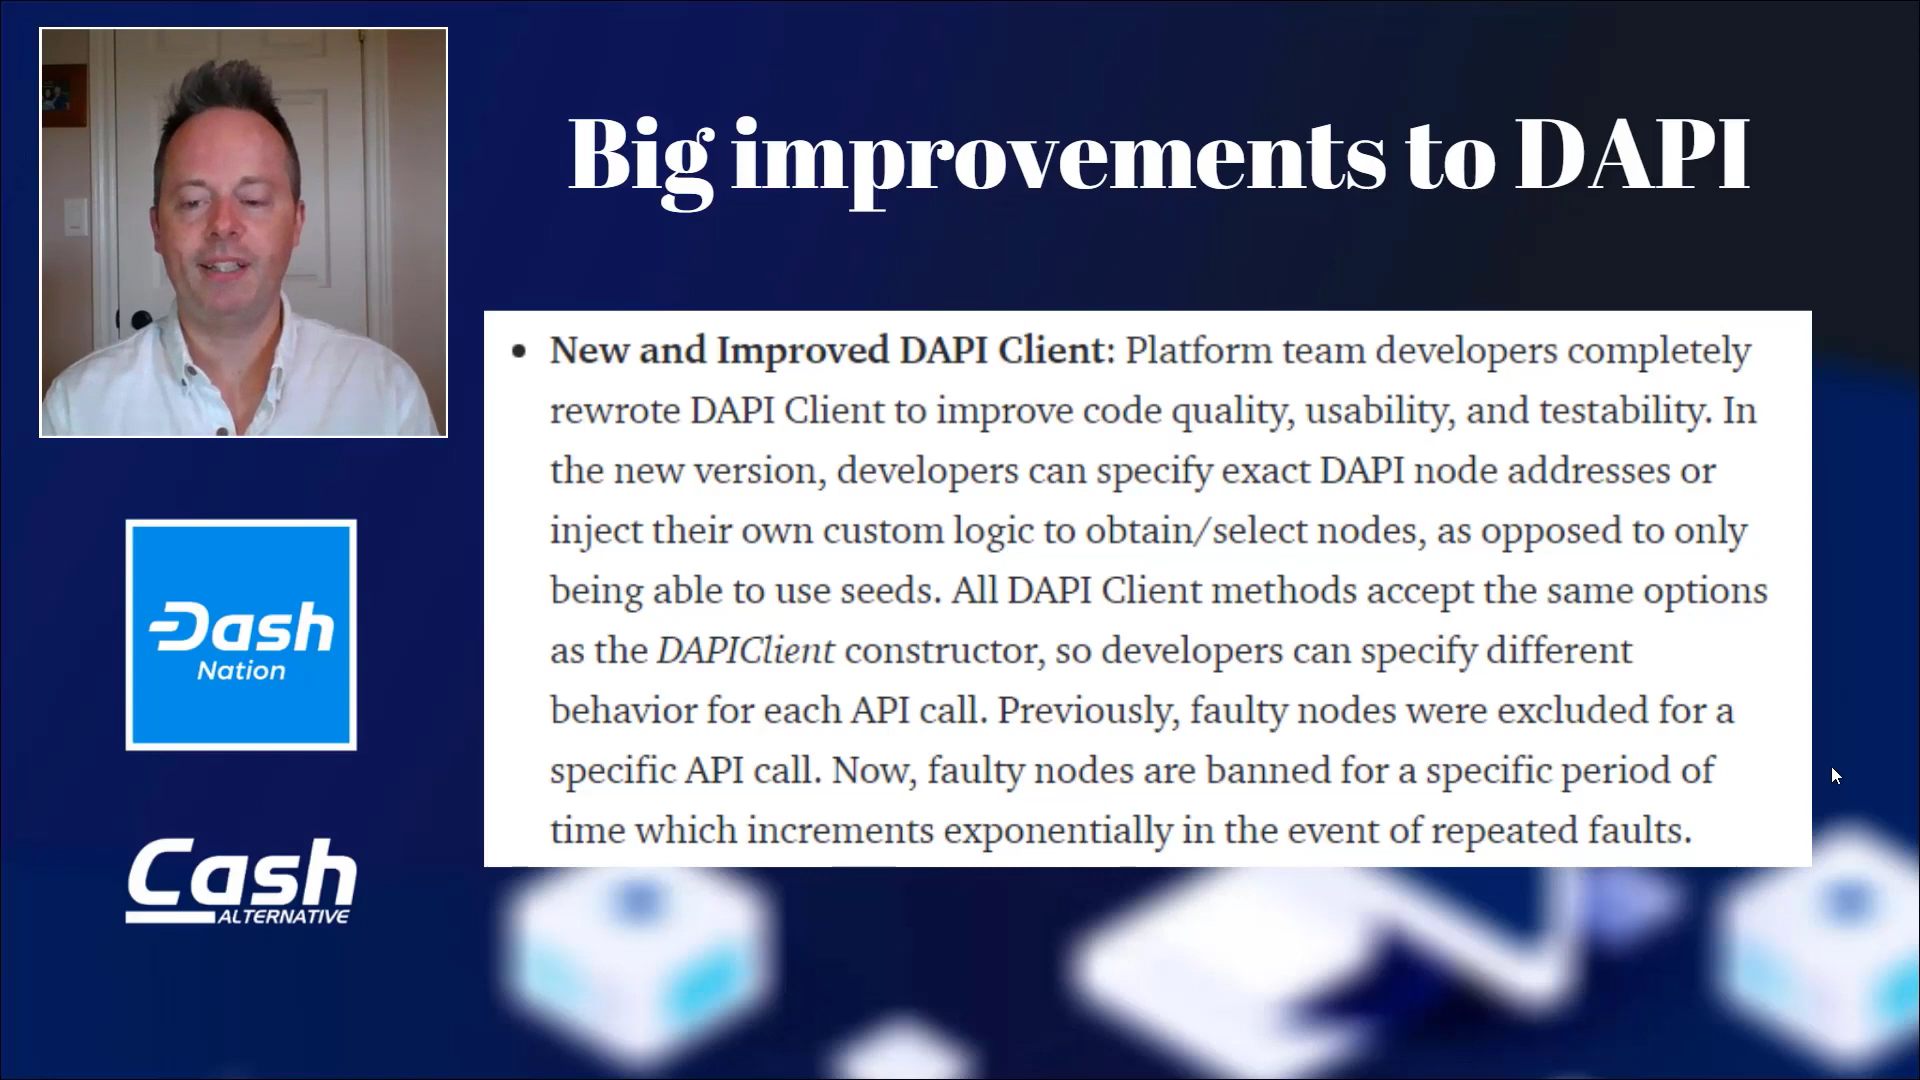 Big improvements to DAPI
• New and Improved DAPI Client: Platform team developers completely
rewrote DAPI Client to improve code quality, usability, and testability. In
the new version, developers can specify exact DAPI node addresses or
inject their own custom logic to obtain/select nodes, as opposed to only
being able to use seeds. All DAPI Client methods accept the same options
as the DAPIClient constructor, so developers can specify different
behavior for each API call. Previously, faulty nodes were excluded for a
specific API call. Now, faulty nodes are banned for a specific period of
time which increments exponentially in the event of repeated faults.
Dash
Nation
Cash
ALTERNATIVE